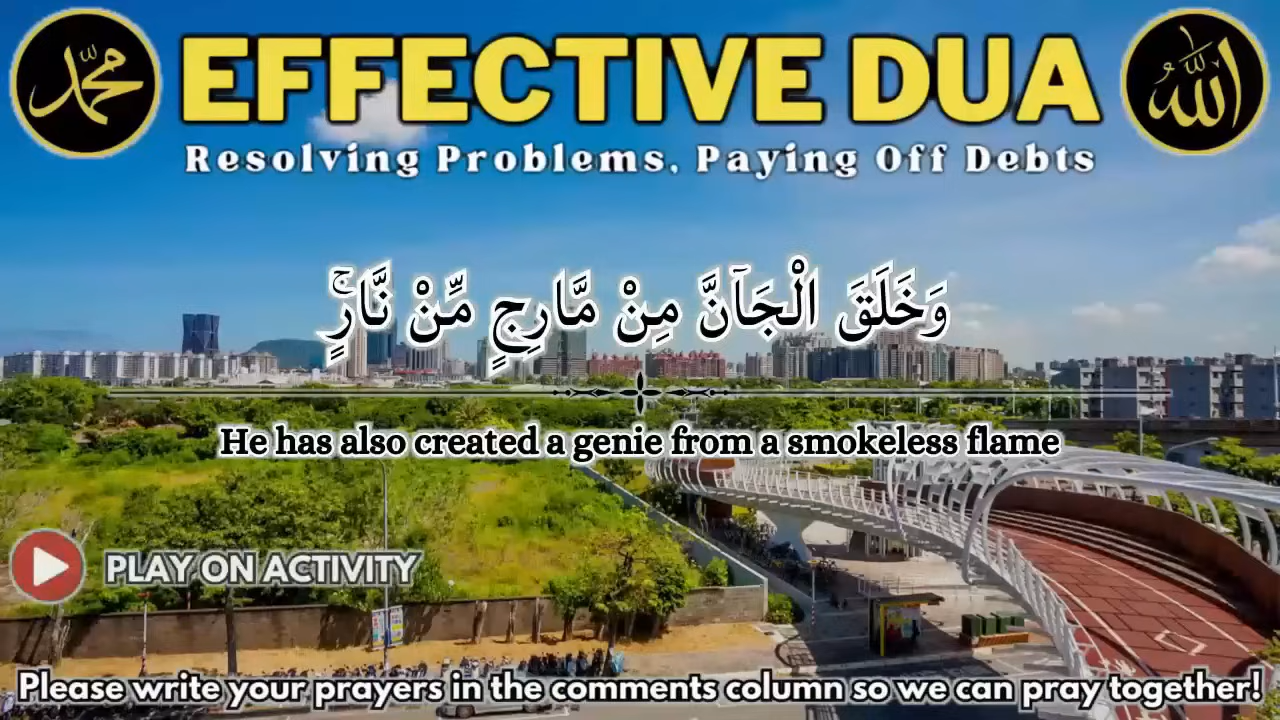 محمد
EFFECTIVE DUA
الله
Resolving Problems, Paying Off Debts
وَخَلَقَ الْجَآنَّ مِنْ مَّارِجٍ مِّنْ نَّارٍۚ
He has also created a genie from a smokeless flame
PLAY ON ACTIVITY
Please write your prayers in the comments column so we can pray together!